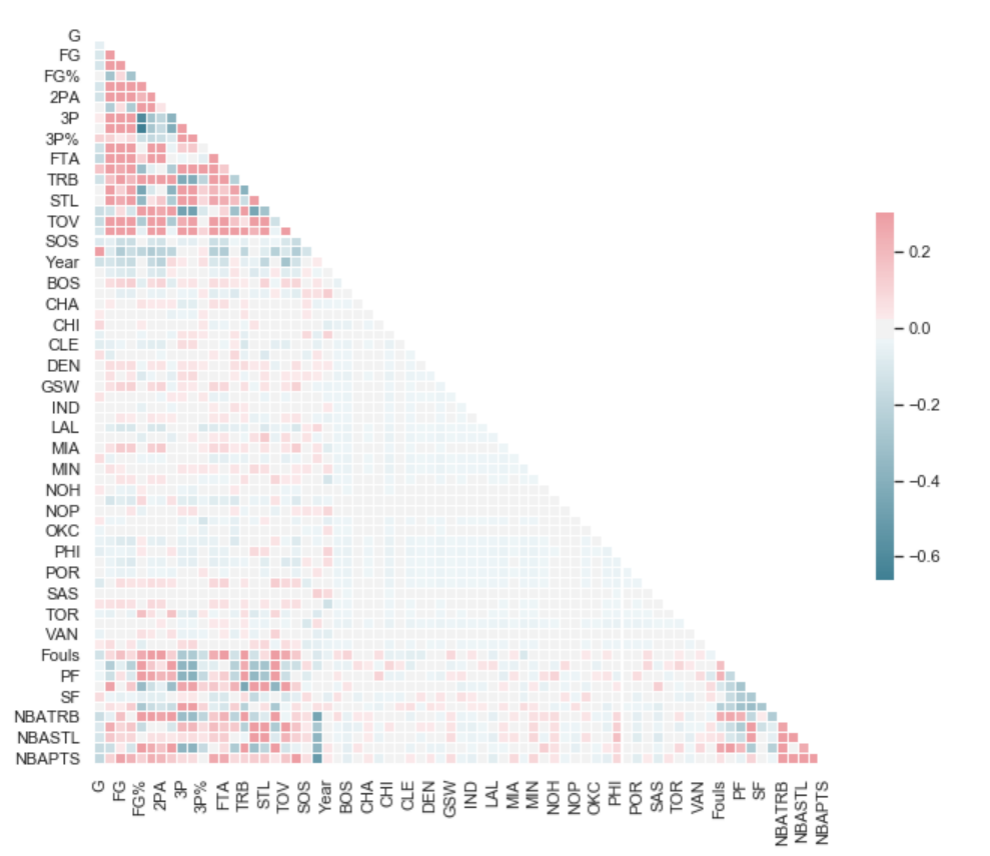 G
FG
FG%
2PA
3P
3P%
FTA
TRB
STL
TOV
SOS
Year
BOS
CHA
CHI
CLE
DEN
GSW
IND
LAL
MIA
MIN
NOH
NOP
OKC
PHI
POR
SAS
TOR
VAN
Fouls
PF
SF
NBATRB
NBASTL
NBAPTS
0.2
0.0
−0.2
−0.4
−0.6
G
FG
FG%
2PA
3P
3P%
FTA
TRB
STL
TOV
SOS
Year
BOS
CHA
CHI
CLE
DEN
GSW
IND
LAL
MIA
MIN
NOH
NOP
OKC
PHI
POR
SAS
TOR
VAN
Fouls
PF
SF
NBATRB
NBASTL
NBAPTS